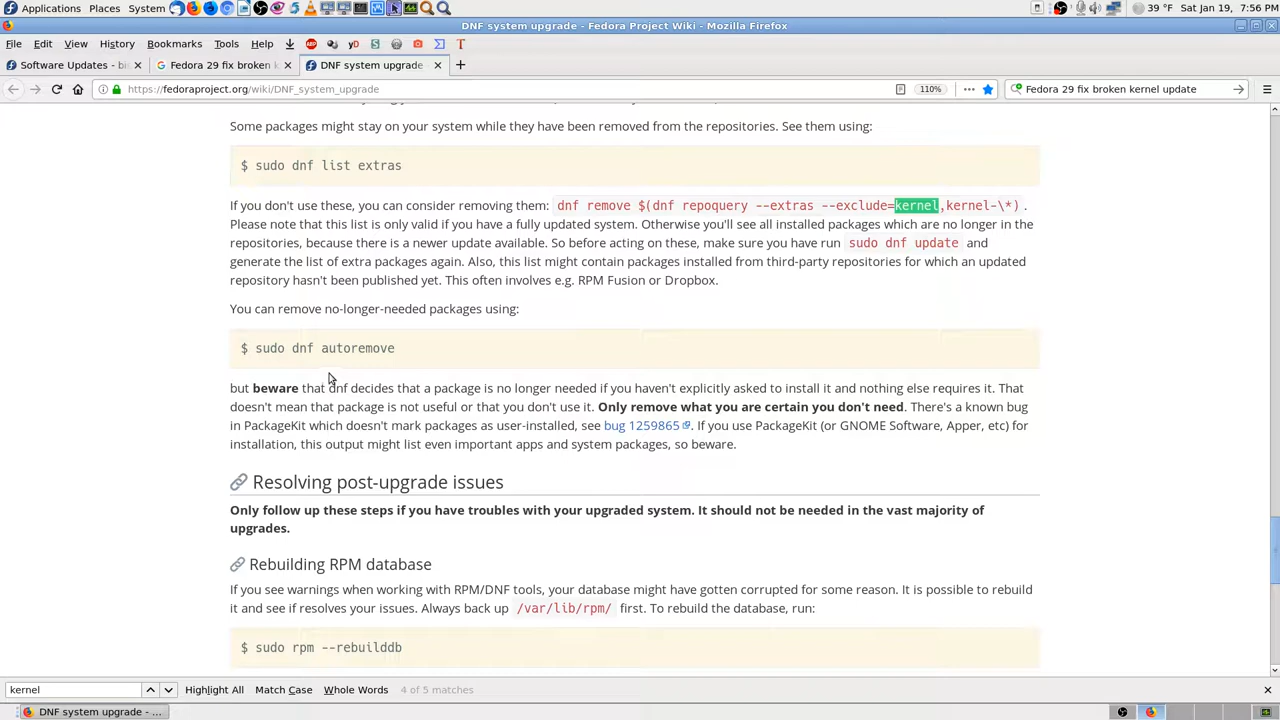 Applications Places System 39 °F Sat Jan 19, 7:56 PM
DNF system upgrade - Fedora Project Wiki - Mozilla Firefox
File Edit View History Bookmarks Tools Help
Software Updates - bi Fedora 29 fix broken k DNF system upgrade
https://fedoraproject.org/wiki/DNF_system_upgrade 110% Fedora 29 fix broken kernel update
Some packages might stay on your system while they have been removed from the repositories. See them using:
$ sudo dnf list extras
If you don't use these, you can consider removing them: dnf remove $(dnf repoquery --extras --exclude=kernel,kernel-\*) .
Please note that this list is only valid if you have a fully updated system. Otherwise you'll see all installed packages which are no longer in the
repositories, because there is a newer update available. So before acting on these, make sure you have run sudo dnf update and
generate the list of extra packages again. Also, this list might contain packages installed from third-party repositories for which an updated
repository hasn't been published yet. This often involves e.g. RPM Fusion or Dropbox.
You can remove no-longer-needed packages using:
$ sudo dnf autoremove
but beware that dnf decides that a package is no longer needed if you haven't explicitly asked to install it and nothing else requires it. That
doesn't mean that package is not useful or that you don't use it. Only remove what you are certain you don't need. There's a known bug
in PackageKit which doesn't mark packages as user-installed, see bug 1259865. If you use PackageKit (or GNOME Software, Apper, etc) for
installation, this output might list even important apps and system packages, so beware.
Resolving post-upgrade issues
Only follow up these steps if you have troubles with your upgraded system. It should not be needed in the vast majority of
upgrades.
Rebuilding RPM database
If you see warnings when working with RPM/DNF tools, your database might have gotten corrupted for some reason. It is possible to rebuild
it and see if resolves your issues. Always back up /var/lib/rpm/ first. To rebuild the database, run:
$ sudo rpm --rebuilddb
kernel Highlight All Match Case Whole Words 4 of 5 matches
DNF system upgrade - ...